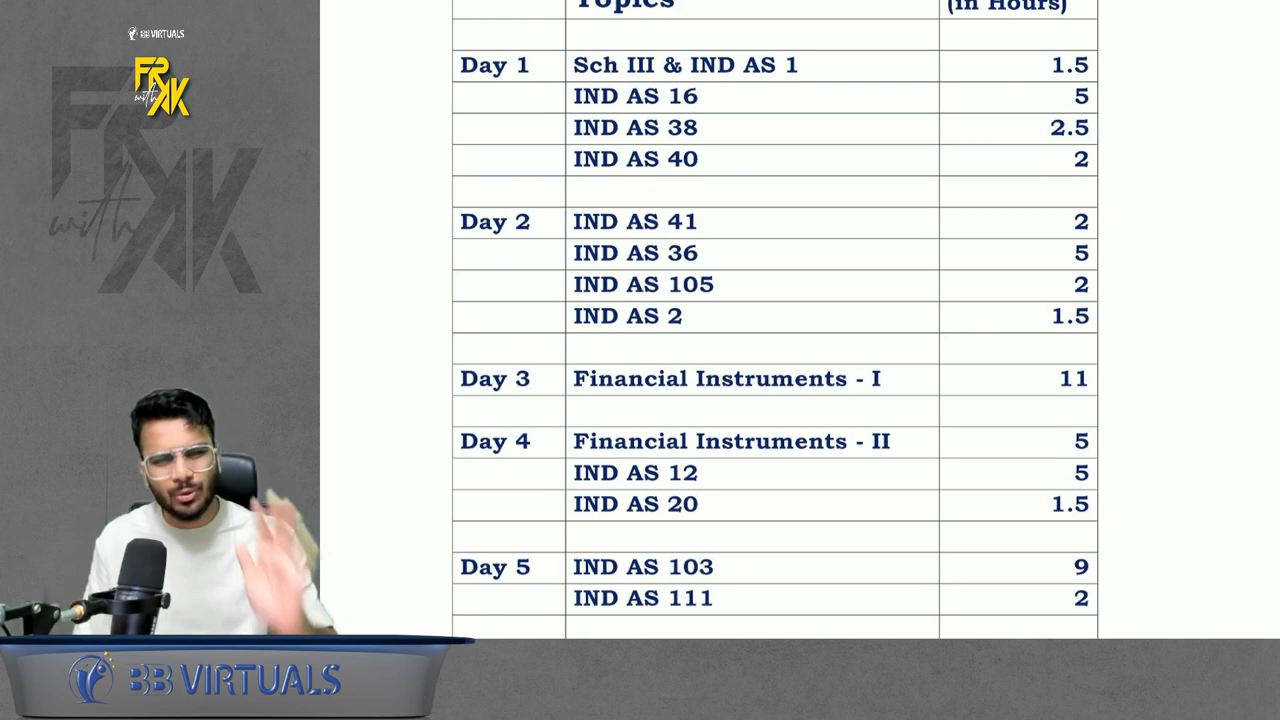 BB VIRTUALS
FR
with AK
FR
with AK
Topics (in Hours)
Day 1 Sch III & IND AS 1 1.5
IND AS 16 5
IND AS 38 2.5
IND AS 40 2
Day 2 IND AS 41 2
IND AS 36 5
IND AS 105 2
IND AS 2 1.5
Day 3 Financial Instruments - I 11
Day 4 Financial Instruments - II 5
IND AS 12 5
IND AS 20 1.5
Day 5 IND AS 103 9
IND AS 111 2
BB VIRTUALS